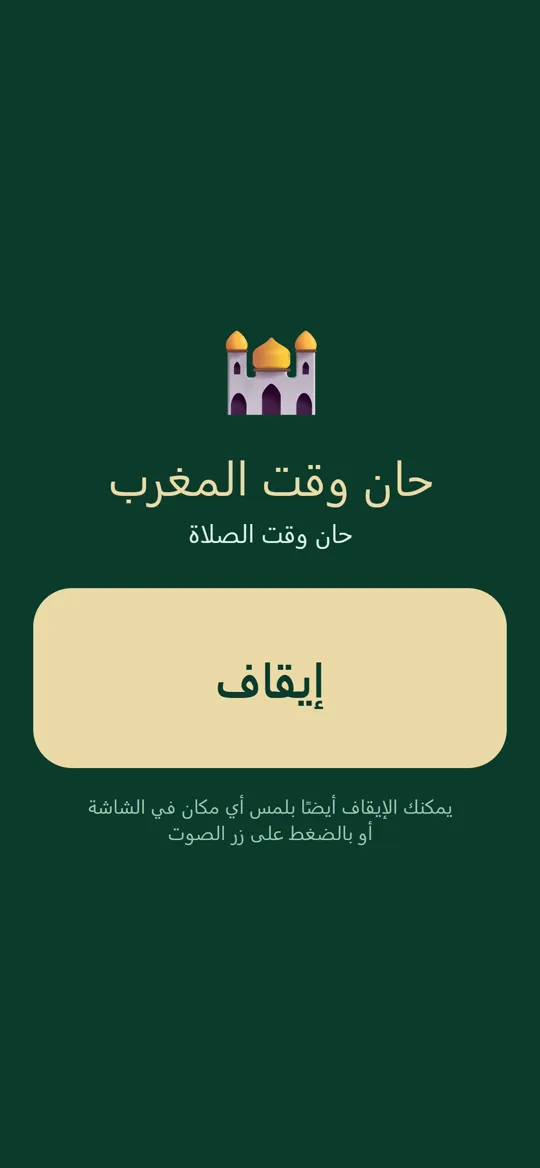 حان وقت المغرب
حان وقت الصلاة
إيقاف
يمكنك الإيقاف أيضًا بلمس أي مكان في الشاشة
أو بالضغط على زر الصوت